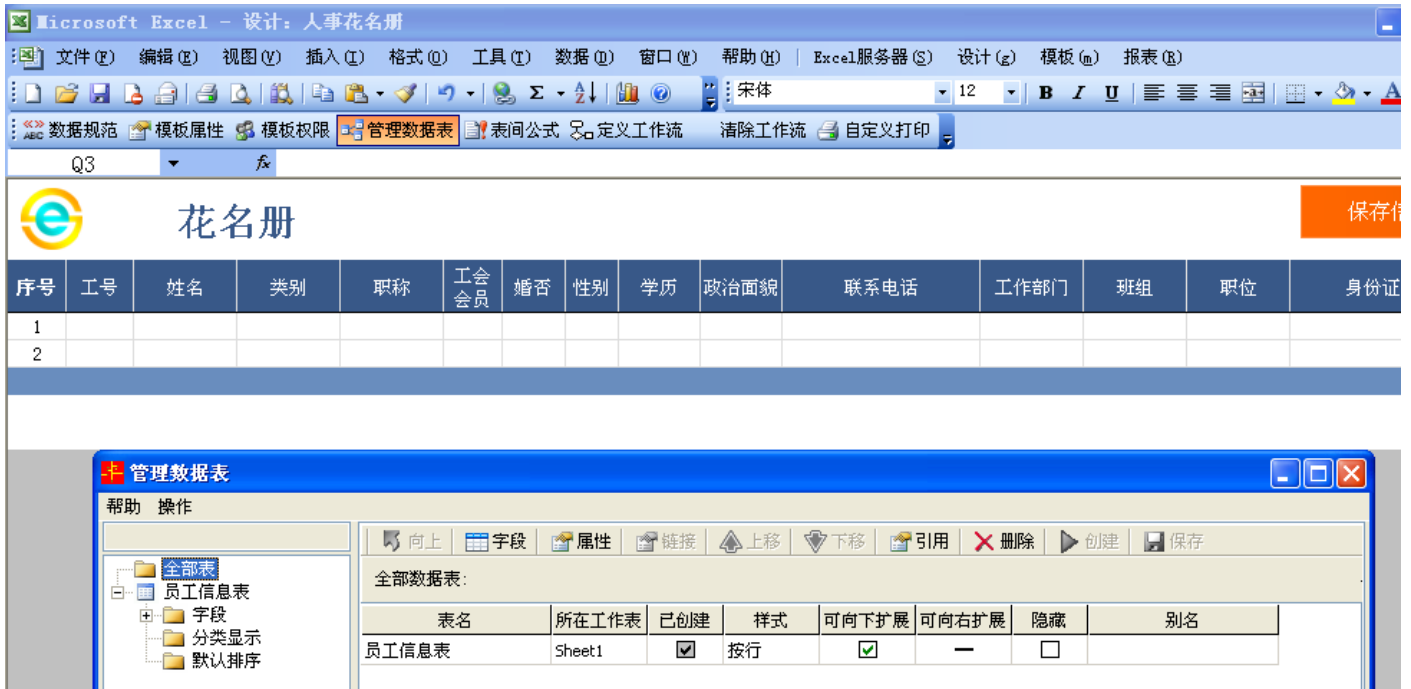 Microsoft Excel - 设计：人事花名册
文件(F) 编辑(E) 视图(V) 插入(I) 格式(O) 工具(T) 数据(D) 窗口(W) 帮助(H) Excel服务器(S) 设计(g) 模板(m) 报表(R)
宋体 12 B I U A
数据规范 模板属性 模板权限 管理数据表 表间公式 定义工作流 清除工作流 自定义打印
Q3 fx
花名册
保存
序号 工号 姓名 类别 职称 工会会员 婚否 性别 学历 政治面貌 联系电话 工作部门 班组 职位 身份证
1
2
管理数据表
帮助 操作
向上 字段 属性 链接 上移 下移 引用 删除 创建 保存
全部表
员工信息表
字段
分类显示
默认排序
全部数据表:
表名 所在工作表 已创建 样式 可向下扩展 可向右扩展 隐藏 别名
员工信息表 Sheet1 按行